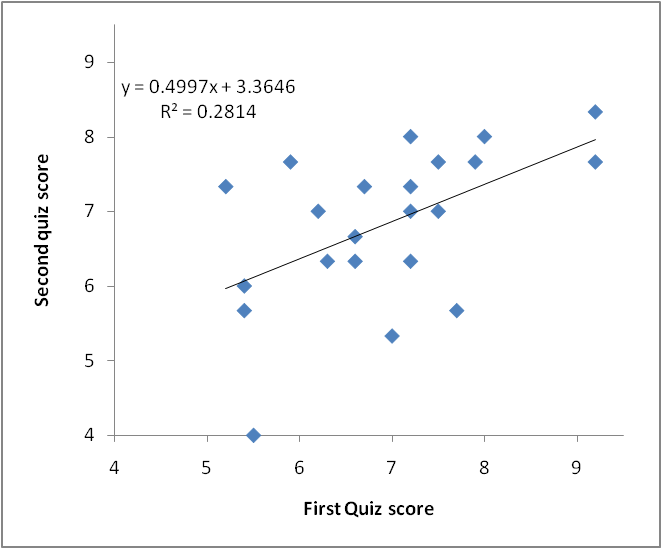 y = 0.4997x + 3.3646
R² = 0.2814
9
8
7
6
5
4
Second quiz score
4 5 6 7 8 9
First Quiz score